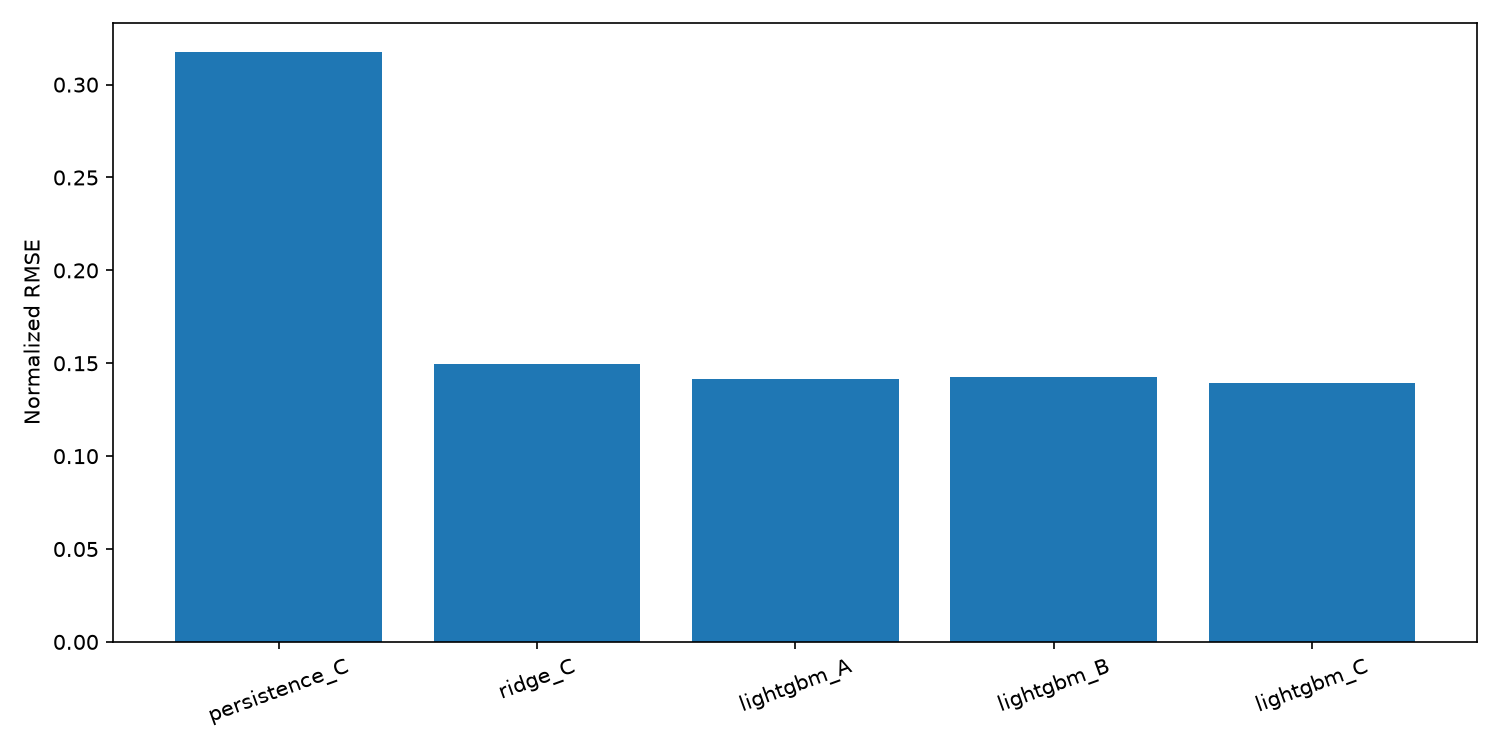 Normalized RMSE
0.30
0.25
0.20
0.15
0.10
0.05
0.00
persistence_C
ridge_C
lightgbm_A
lightgbm_B
lightgbm_C